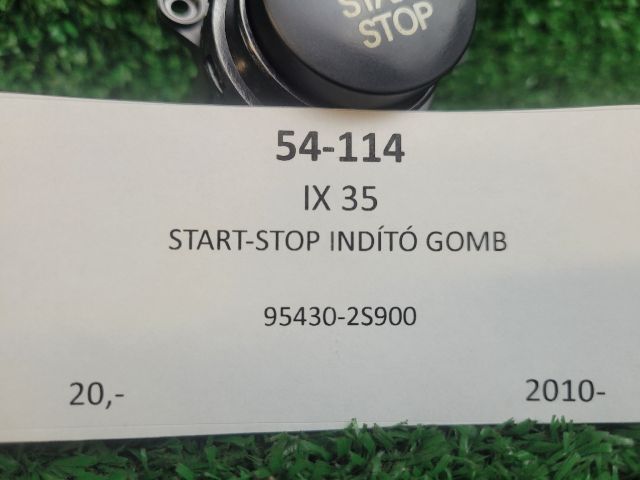 STOP
54-114
IX 35
START-STOP INDÍTÓ GOMB
95430-2S900
20,-
2010-